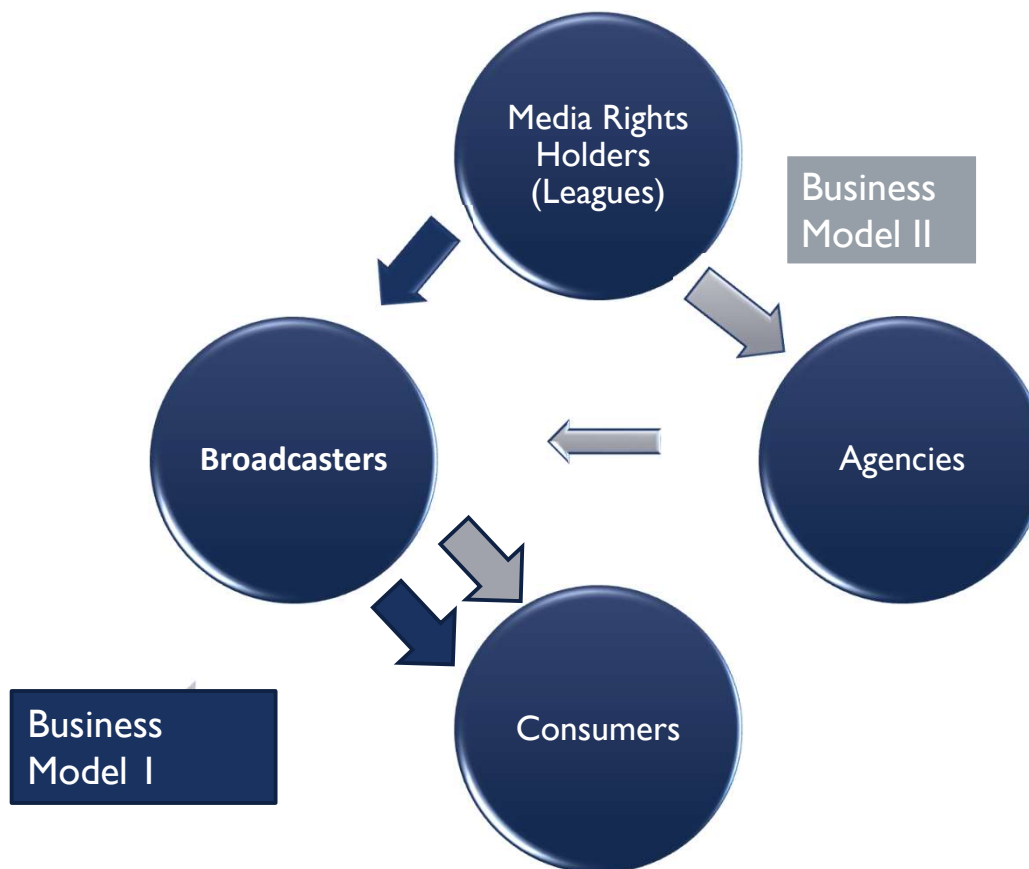 Media Rights
Holders
(Leagues)
Business
Model II
Broadcasters
Agencies
Consumers
Business
Model I